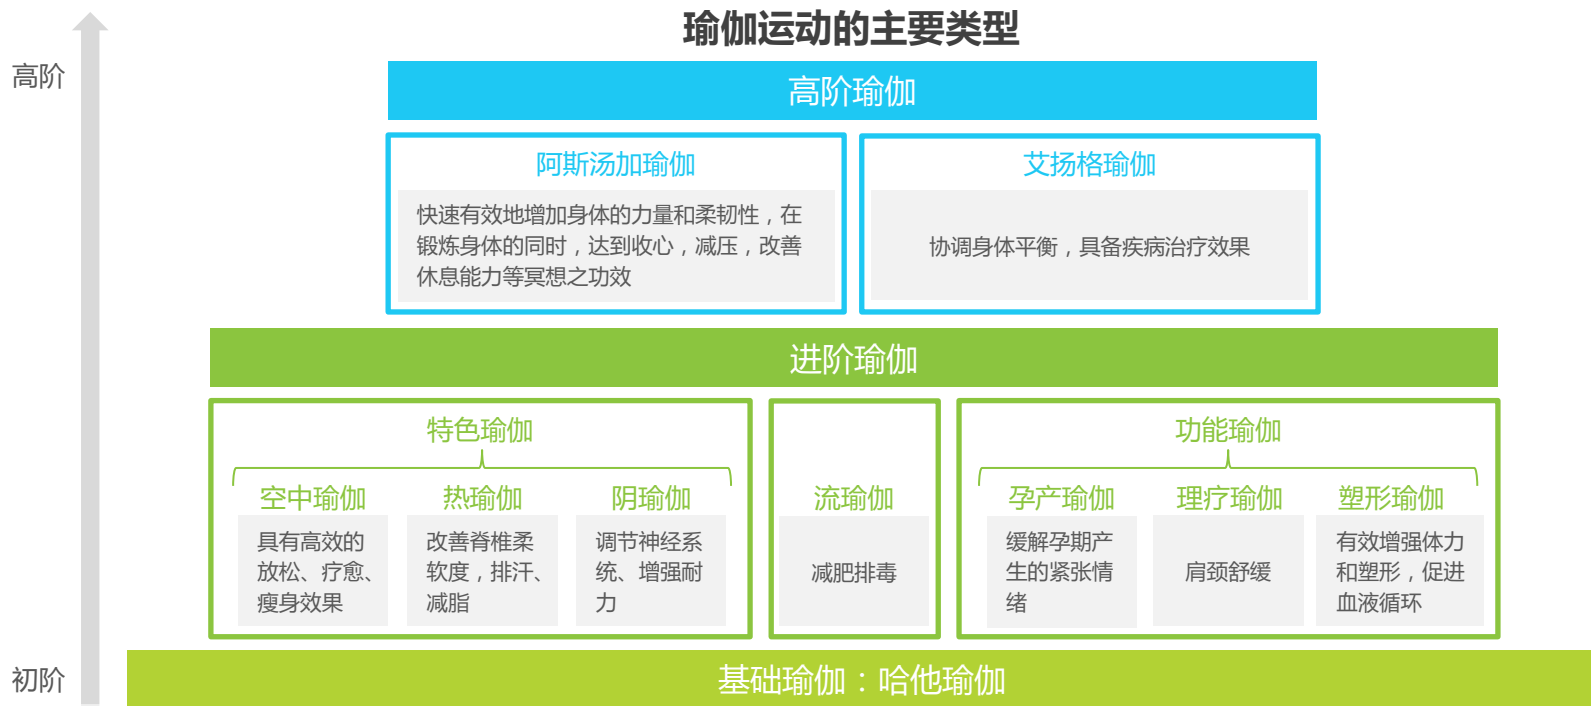 瑜伽运动的主要类型
高阶
高阶瑜伽
阿斯汤加瑜伽
快速有效地增加身体的力量和柔韧性，在
锻炼身体的同时，达到收心，减压，改善
休息能力等冥想之功效
艾扬格瑜伽
协调身体平衡，具备疾病治疗效果
进阶瑜伽
特色瑜伽
空中瑜伽
具有高效的
放松、疗愈、
瘦身效果
热瑜伽
改善脊椎柔
软度，排汗、
减脂
阴瑜伽
调节神经系
统、增强耐
力
流瑜伽
减肥排毒
功能瑜伽
孕产瑜伽
缓解孕期产
生的紧张情
绪
理疗瑜伽
肩颈舒缓
塑形瑜伽
有效增强体力
和塑形，促进
血液循环
初阶
基础瑜伽：哈他瑜伽